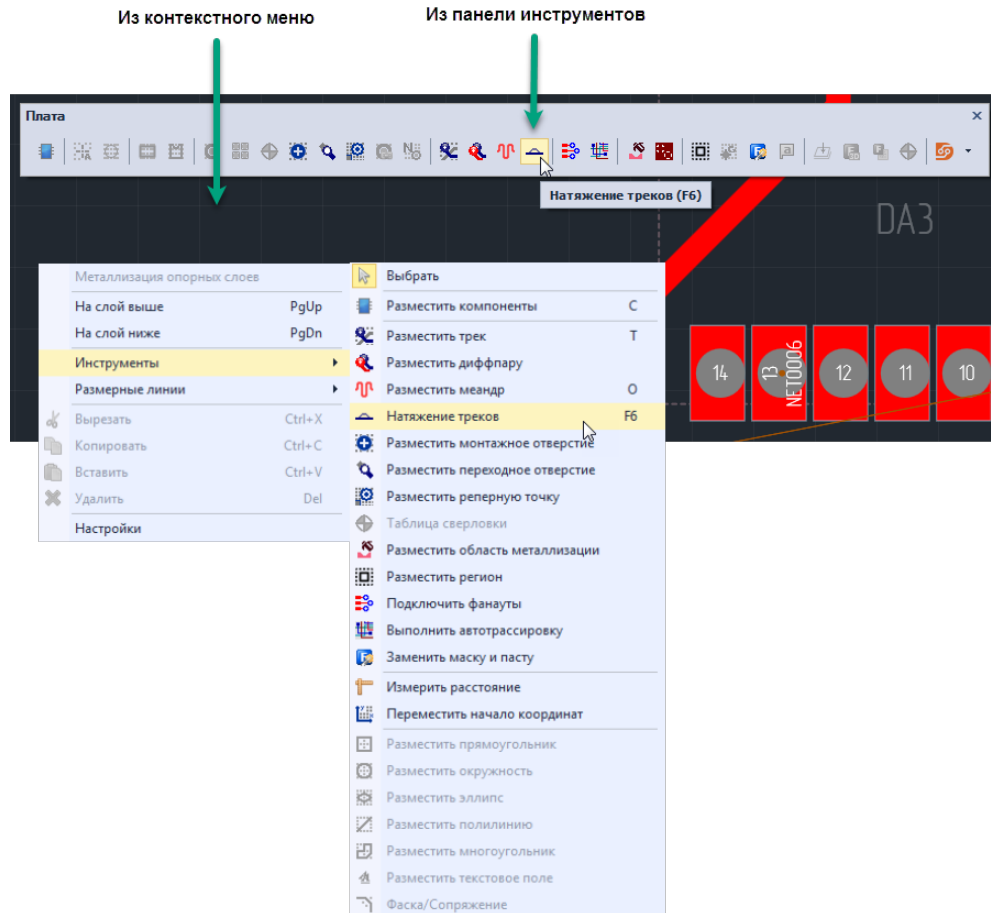 Из контекстного меню
Из панели инструментов
Плата
Натяжение треков (F6)
DA3
14
13
NET0006
12
11
10
Металлизация опорных слоев
На слой выше PgUp
На слой ниже PgDn
Инструменты
Размерные линии
Вырезать Ctrl+X
Копировать Ctrl+C
Вставить Ctrl+V
Удалить Del
Настройки
Выбрать
Разместить компоненты C
Разместить трек T
Разместить диффпару
Разместить меандр O
Натяжение треков F6
Разместить монтажное отверстие
Разместить переходное отверстие
Разместить реперную точку
Таблица сверловки
Разместить область металлизации
Разместить регион
Подключить фанауты
Выполнить автотрассировку
Заменить маску и пасту
Измерить расстояние
Переместить начало координат
Разместить прямоугольник
Разместить окружность
Разместить эллипс
Разместить полилинию
Разместить многоугольник
Разместить текстовое поле
Фаска/Сопряжение